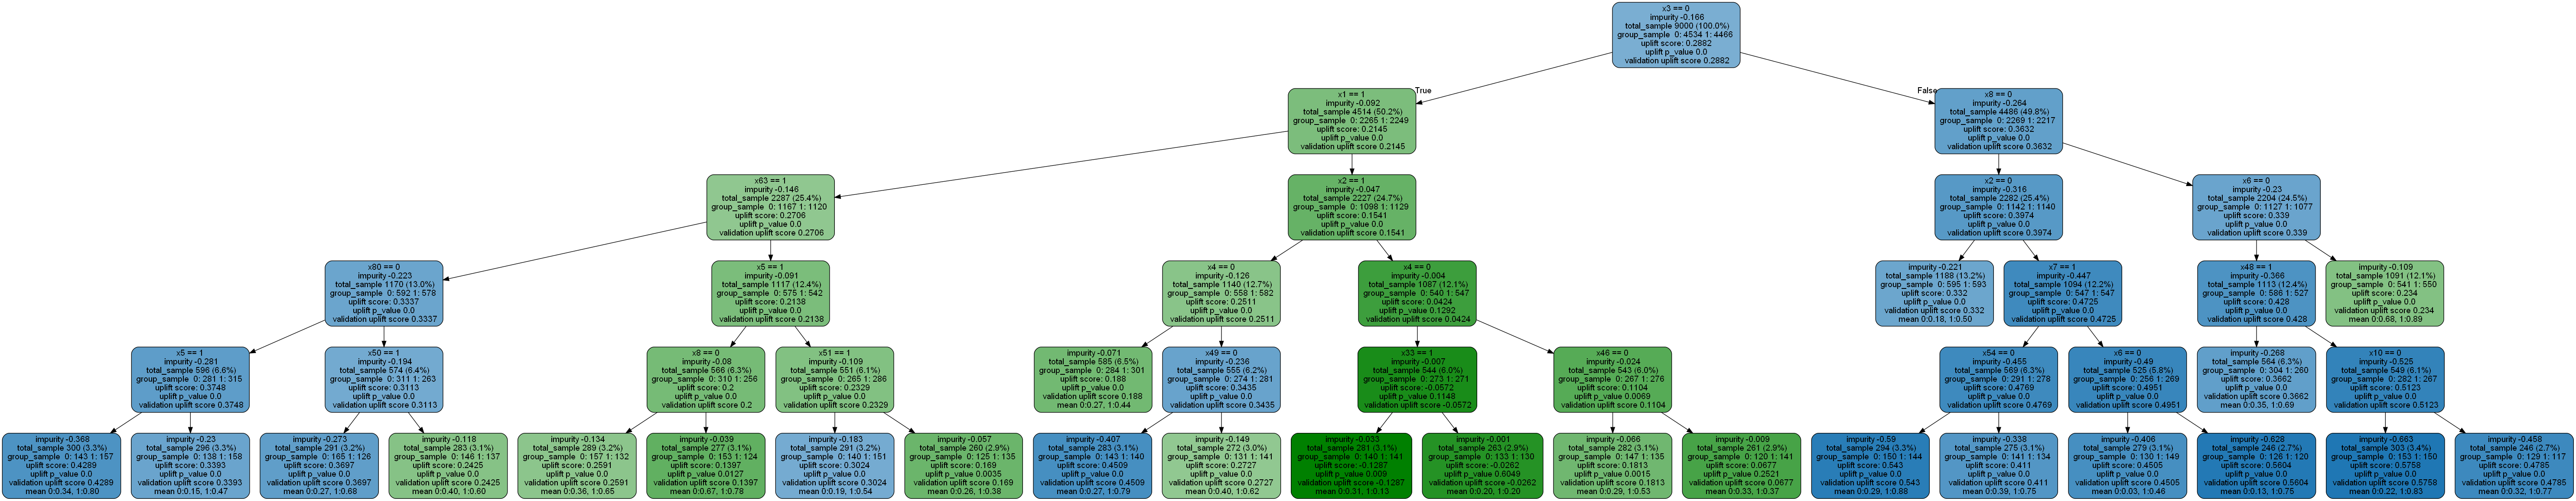 x3 == 0
impurity -0.166
total_sample 9000 (100.0%)
group_sample 0: 4534 1: 4466
uplift score: 0.2882
uplift p_value 0.0
validation uplift score 0.2882
True
False
x1 == 1
impurity -0.092
total_sample 4514 (50.2%)
group_sample 0: 2265 1: 2249
uplift score: 0.2145
uplift p_value 0.0
validation uplift score 0.2145
x8 == 0
impurity -0.264
total_sample 4486 (49.8%)
group_sample 0: 2269 1: 2217
uplift score: 0.3632
uplift p_value 0.0
validation uplift score 0.3632
x63 == 1
impurity -0.146
total_sample 2287 (25.4%)
group_sample 0: 1167 1: 1120
uplift score: 0.2706
uplift p_value 0.0
validation uplift score 0.2706
x2 == 1
impurity -0.047
total_sample 2227 (24.7%)
group_sample 0: 1098 1: 1129
uplift score: 0.1541
uplift p_value 0.0
validation uplift score 0.1541
x2 == 0
impurity -0.316
total_sample 2282 (25.4%)
group_sample 0: 1142 1: 1140
uplift score: 0.3974
uplift p_value 0.0
validation uplift score 0.3974
x6 == 0
impurity -0.23
total_sample 2204 (24.5%)
group_sample 0: 1127 1: 1077
uplift score: 0.339
uplift p_value 0.0
validation uplift score 0.339
x80 == 0
impurity -0.223
total_sample 1170 (13.0%)
group_sample 0: 592 1: 578
uplift score: 0.3337
uplift p_value 0.0
validation uplift score 0.3337
x5 == 1
impurity -0.091
total_sample 1117 (12.4%)
group_sample 0: 575 1: 542
uplift score: 0.2138
uplift p_value 0.0
validation uplift score 0.2138
x4 == 0
impurity -0.126
total_sample 1140 (12.7%)
group_sample 0: 558 1: 582
uplift score: 0.2511
uplift p_value 0.0
validation uplift score 0.2511
x4 == 0
impurity -0.004
total_sample 1087 (12.1%)
group_sample 0: 540 1: 547
uplift score: 0.0424
uplift p_value 0.1292
validation uplift score 0.0424
impurity -0.221
total_sample 1188 (13.2%)
group_sample 0: 595 1: 593
uplift score: 0.332
uplift p_value 0.0
validation uplift score 0.332
mean 0:0.18, 1:0.50
x7 == 1
impurity -0.447
total_sample 1094 (12.2%)
group_sample 0: 547 1: 547
uplift score: 0.4725
uplift p_value 0.0
validation uplift score 0.4725
x48 == 1
impurity -0.366
total_sample 1113 (12.4%)
group_sample 0: 586 1: 527
uplift score: 0.428
uplift p_value 0.0
validation uplift score 0.428
impurity -0.109
total_sample 1091 (12.1%)
group_sample 0: 541 1: 550
uplift score: 0.234
uplift p_value 0.0
validation uplift score 0.234
mean 0:0.68, 1:0.89
x5 == 1
impurity -0.281
total_sample 596 (6.6%)
group_sample 0: 281 1: 315
uplift score: 0.3748
uplift p_value 0.0
validation uplift score 0.3748
x50 == 1
impurity -0.194
total_sample 574 (6.4%)
group_sample 0: 311 1: 263
uplift score: 0.3113
uplift p_value 0.0
validation uplift score 0.3113
x8 == 0
impurity -0.08
total_sample 566 (6.3%)
group_sample 0: 310 1: 256
uplift score: 0.2
uplift p_value 0.0
validation uplift score 0.2
x51 == 1
impurity -0.109
total_sample 551 (6.1%)
group_sample 0: 265 1: 286
uplift score: 0.2329
uplift p_value 0.0
validation uplift score 0.2329
impurity -0.071
total_sample 585 (6.5%)
group_sample 0: 284 1: 301
uplift score: 0.188
uplift p_value 0.0
validation uplift score 0.188
mean 0:0.27, 1:0.44
x49 == 0
impurity -0.236
total_sample 555 (6.2%)
group_sample 0: 274 1: 281
uplift score: 0.3435
uplift p_value 0.0
validation uplift score 0.3435
x33 == 1
impurity -0.007
total_sample 544 (6.0%)
group_sample 0: 273 1: 271
uplift score: -0.0572
uplift p_value 0.1148
validation uplift score -0.0572
x46 == 0
impurity -0.024
total_sample 543 (6.0%)
group_sample 0: 267 1: 276
uplift score: 0.1104
uplift p_value 0.0069
validation uplift score 0.1104
x54 == 0
impurity -0.455
total_sample 569 (6.3%)
group_sample 0: 291 1: 278
uplift score: 0.4769
uplift p_value 0.0
validation uplift score 0.4769
x6 == 0
impurity -0.49
total_sample 525 (5.8%)
group_sample 0: 256 1: 269
uplift score: 0.4951
uplift p_value 0.0
validation uplift score 0.4951
impurity -0.268
total_sample 564 (6.3%)
group_sample 0: 304 1: 260
uplift score: 0.3662
uplift p_value 0.0
validation uplift score 0.3662
mean 0:0.35, 1:0.69
x10 == 0
impurity -0.525
total_sample 549 (6.1%)
group_sample 0: 282 1: 267
uplift score: 0.5123
uplift p_value 0.0
validation uplift score 0.5123
impurity -0.368
total_sample 300 (3.3%)
group_sample 0: 143 1: 157
uplift score: 0.4289
uplift p_value 0.0
validation uplift score 0.4289
mean 0:0.34, 1:0.80
impurity -0.23
total_sample 296 (3.3%)
group_sample 0: 138 1: 158
uplift score: 0.3393
uplift p_value 0.0
validation uplift score 0.3393
mean 0:0.15, 1:0.47
impurity -0.273
total_sample 291 (3.2%)
group_sample 0: 165 1: 126
uplift score: 0.3697
uplift p_value 0.0
validation uplift score 0.3697
mean 0:0.27, 1:0.68
impurity -0.118
total_sample 283 (3.1%)
group_sample 0: 146 1: 137
uplift score: 0.2425
uplift p_value 0.0
validation uplift score 0.2425
mean 0:0.40, 1:0.60
impurity -0.134
total_sample 289 (3.2%)
group_sample 0: 157 1: 132
uplift score: 0.2591
uplift p_value 0.0
validation uplift score 0.2591
mean 0:0.36, 1:0.65
impurity -0.039
total_sample 277 (3.1%)
group_sample 0: 153 1: 124
uplift score: 0.1397
uplift p_value 0.0127
validation uplift score 0.1397
mean 0:0.67, 1:0.78
impurity -0.183
total_sample 291 (3.2%)
group_sample 0: 140 1: 151
uplift score: 0.3024
uplift p_value 0.0
validation uplift score 0.3024
mean 0:0.19, 1:0.54
impurity -0.057
total_sample 260 (2.9%)
group_sample 0: 125 1: 135
uplift score: 0.169
uplift p_value 0.0035
validation uplift score 0.169
mean 0:0.26, 1:0.38
impurity -0.407
total_sample 283 (3.1%)
group_sample 0: 143 1: 140
uplift score: 0.4509
uplift p_value 0.0
validation uplift score 0.4509
mean 0:0.27, 1:0.79
impurity -0.149
total_sample 272 (3.0%)
group_sample 0: 131 1: 141
uplift score: 0.2727
uplift p_value 0.0
validation uplift score 0.2727
mean 0:0.40, 1:0.62
impurity -0.033
total_sample 281 (3.1%)
group_sample 0: 140 1: 141
uplift score: -0.1287
uplift p_value 0.009
validation uplift score -0.1287
mean 0:0.31, 1:0.13
impurity -0.001
total_sample 263 (2.9%)
group_sample 0: 133 1: 130
uplift score: -0.0262
uplift p_value 0.6049
validation uplift score -0.0262
mean 0:0.20, 1:0.20
impurity -0.066
total_sample 282 (3.1%)
group_sample 0: 147 1: 135
uplift score: 0.1813
uplift p_value 0.0015
validation uplift score 0.1813
mean 0:0.29, 1:0.53
impurity -0.009
total_sample 261 (2.9%)
group_sample 0: 120 1: 141
uplift score: 0.0677
uplift p_value 0.2521
validation uplift score 0.0677
mean 0:0.33, 1:0.37
impurity -0.59
total_sample 294 (3.3%)
group_sample 0: 150 1: 144
uplift score: 0.543
uplift p_value 0.0
validation uplift score 0.543
mean 0:0.29, 1:0.88
impurity -0.338
total_sample 275 (3.1%)
group_sample 0: 141 1: 134
uplift score: 0.411
uplift p_value 0.0
validation uplift score 0.411
mean 0:0.39, 1:0.75
impurity -0.406
total_sample 279 (3.1%)
group_sample 0: 130 1: 149
uplift score: 0.4505
uplift p_value 0.0
validation uplift score 0.4505
mean 0:0.03, 1:0.46
impurity -0.628
total_sample 246 (2.7%)
group_sample 0: 126 1: 120
uplift score: 0.5604
uplift p_value 0.0
validation uplift score 0.5604
mean 0:0.13, 1:0.75
impurity -0.663
total_sample 303 (3.4%)
group_sample 0: 153 1: 150
uplift score: 0.5758
uplift p_value 0.0
validation uplift score 0.5758
mean 0:0.22, 1:0.83
impurity -0.458
total_sample 246 (2.7%)
group_sample 0: 129 1: 117
uplift score: 0.4785
uplift p_value 0.0
validation uplift score 0.4785
mean 0:0.32, 1:0.77